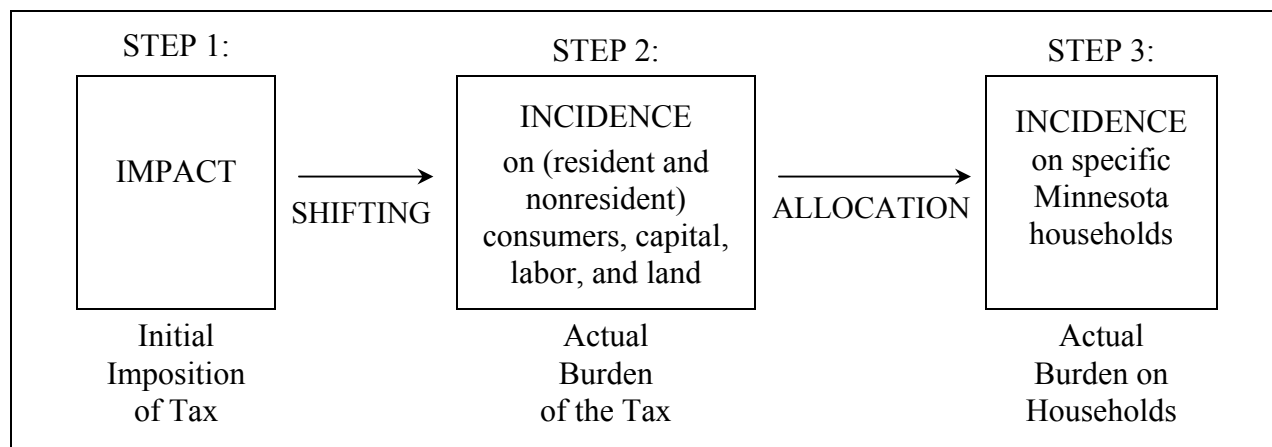 STEP 1:
IMPACT
Initial
Imposition
of Tax
SHIFTING
STEP 2:
INCIDENCE
on (resident and
nonresident)
consumers, capital,
labor, and land
Actual
Burden
of the Tax
ALLOCATION
STEP 3:
INCIDENCE
on specific
Minnesota
households
Actual
Burden on
Households